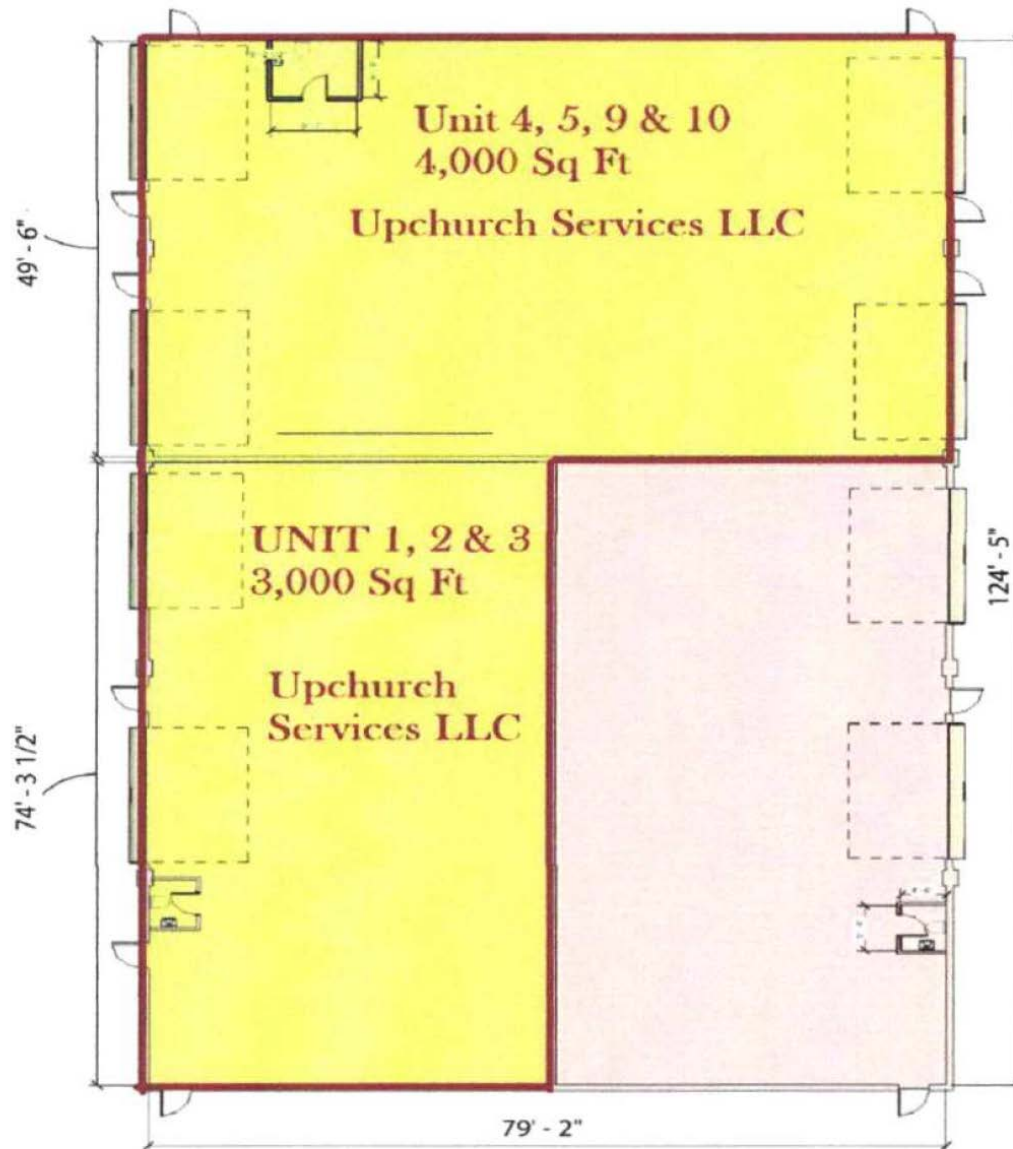 Unit 4, 5, 9 & 10
4,000 Sq Ft
Upchurch Services LLC
49' - 6"
UNIT 1, 2 & 3
3,000 Sq Ft
Upchurch
Services LLC
124' - 5"
74' - 3 1/2"
79' - 2"